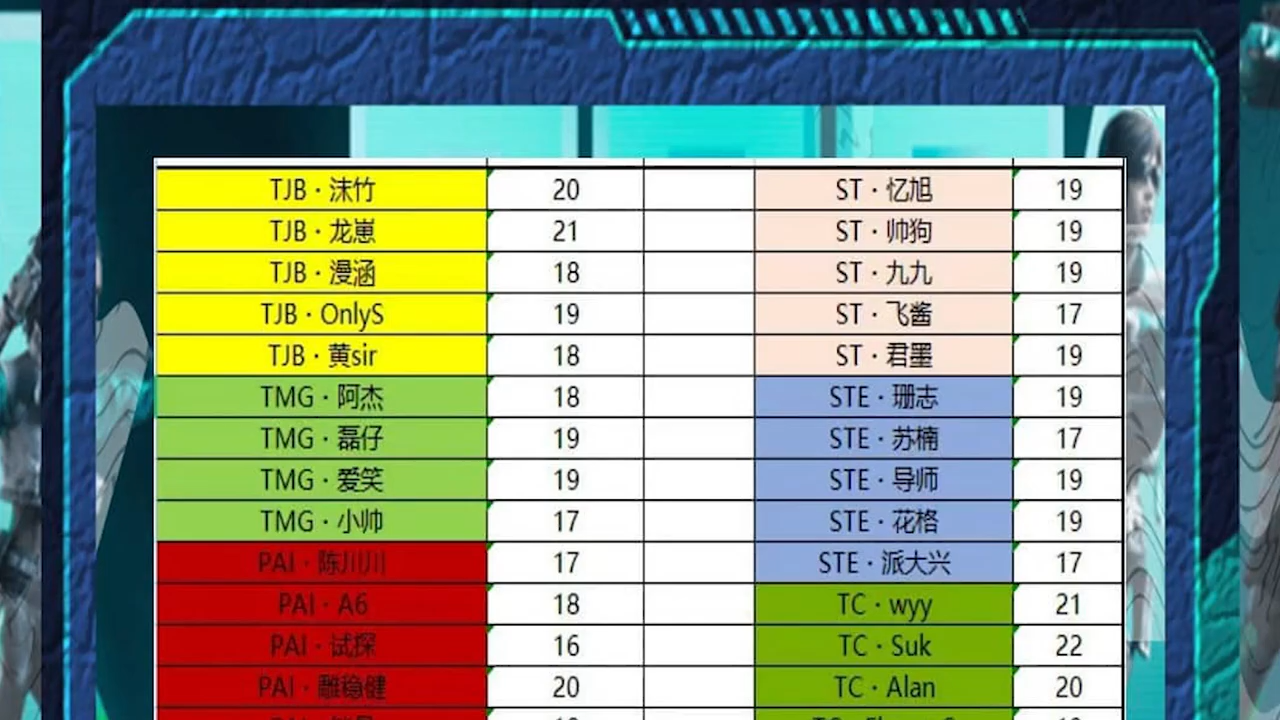 TJB · 沫竹 20 ST · 忆旭 19
TJB · 龙崽 21 ST · 帅狗 19
TJB · 漫涵 18 ST · 九九 19
TJB · OnlyS 19 ST · 飞酱 17
TJB · 黄sir 18 ST · 君墨 19
TMG · 阿杰 18 STE · 珊志 19
TMG · 磊仔 19 STE · 苏楠 17
TMG · 爱笑 19 STE · 导师 19
TMG · 小帅 17 STE · 花格 19
PAI · 陈川川 17 STE · 派大兴 17
PAI · A6 18 TC · wyy 21
PAI · 试探 16 TC · Suk 22
PAI · 雕稳健 20 TC · Alan 20